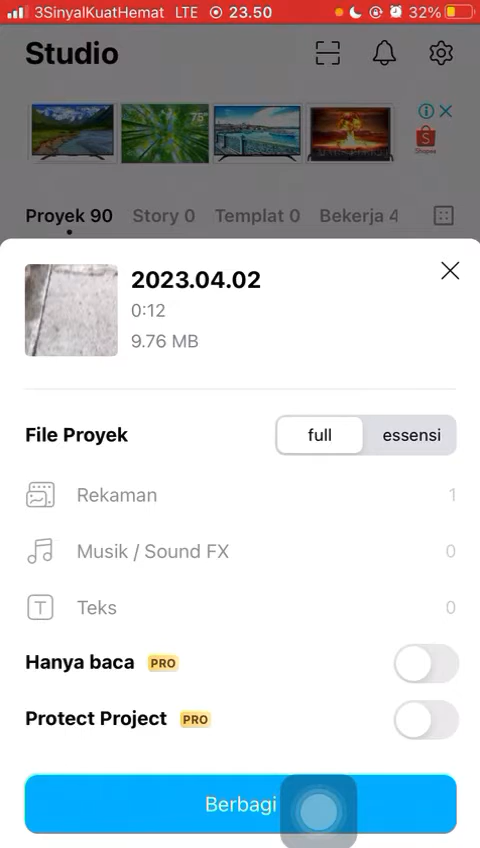 3SinyalKuatHemat LTE 23.50 32%
Studio
75"
Shopee
Proyek 90 Story 0 Templat 0 Bekerja 4
2023.04.02
0:12
9.76 MB
File Proyek full essensi
Rekaman 1
Musik / Sound FX 0
Teks 0
Hanya baca PRO
Protect Project PRO
Berbagi